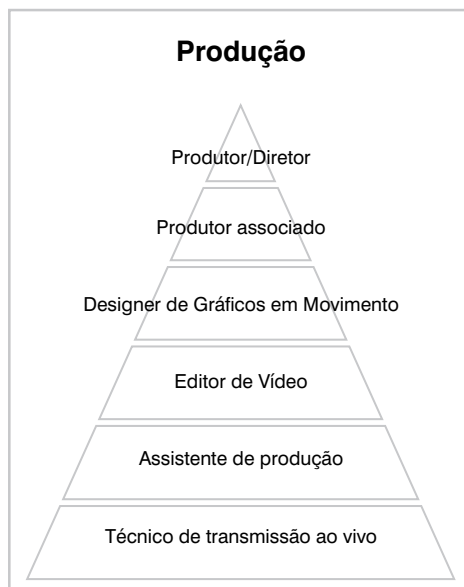 Produção
Produtor/Diretor
Produtor associado
Designer de Gráficos em Movimento
Editor de Vídeo
Assistente de produção
Técnico de transmissão ao vivo